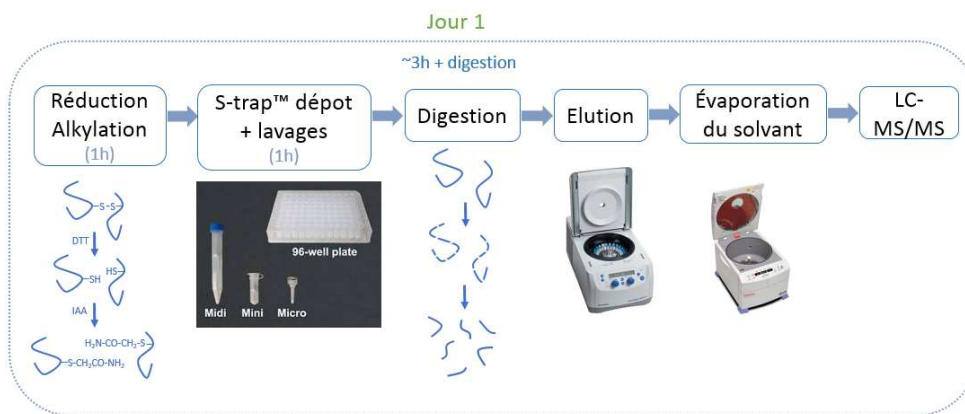 Jour 1
~3h + digestion
Réduction
Alkylation
(1h)
S-trap™ dépot
+ lavages
(1h)
Digestion
Elution
Évaporation
du solvant
LC-
MS/MS
S-S
DTT
SH
HS
IAA
H₂N-CO-CH₂-S
S-CH₂CO-NH₂
96-well plate
Midi
Mini
Micro